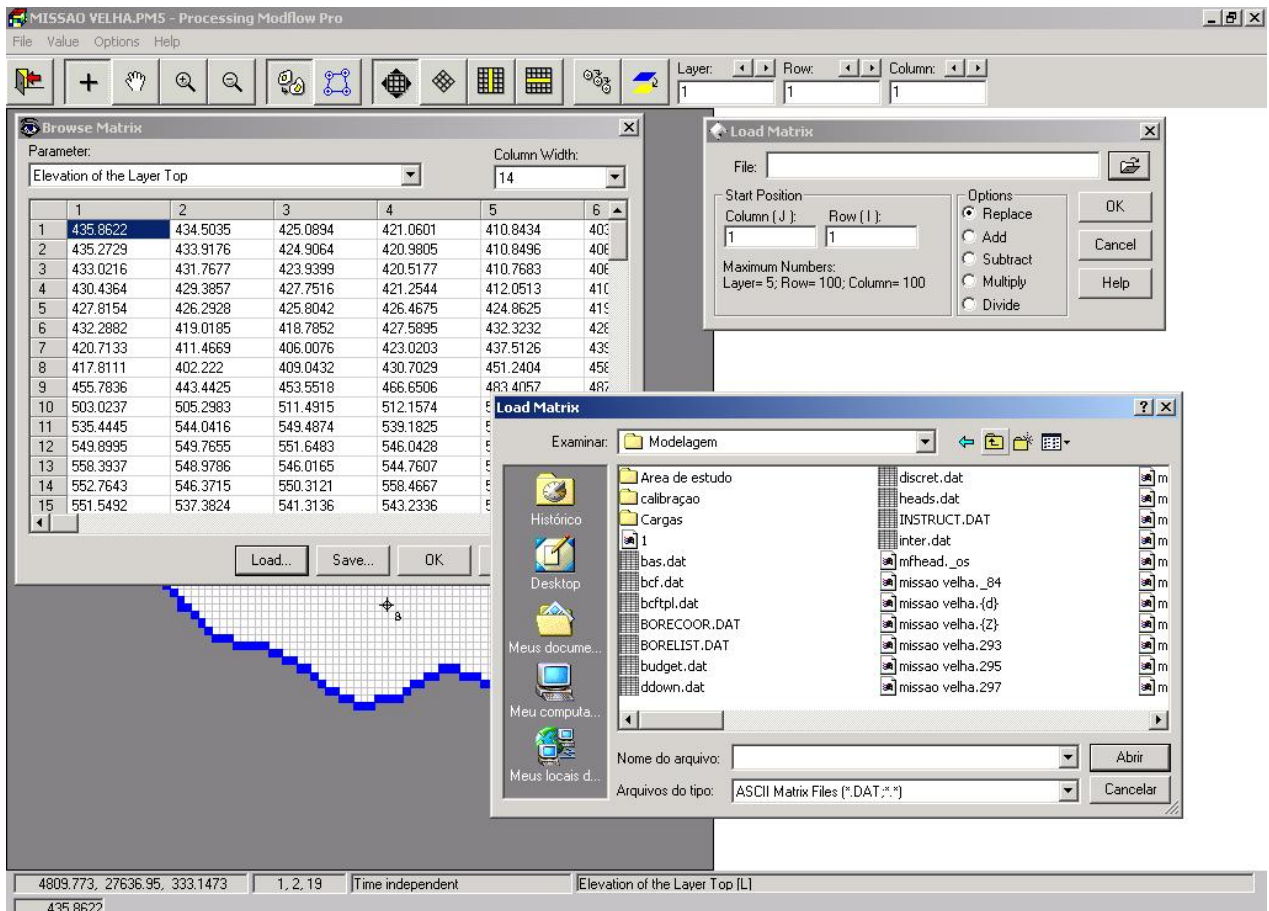 MISSAO VELHA.PM5 - Processing Modflow Pro
File Value Options Help
Layer: Row: Column:
1 1 1
Browse Matrix
Parameter: Column Width:
Elevation of the Layer Top 14
1 2 3 4 5 6
1 435.8622 434.5035 425.0894 421.0601 410.8434 403
2 435.2729 433.9176 424.9064 420.9805 410.8496 406
3 433.0216 431.7677 423.9399 420.5177 410.7683 406
4 430.4364 429.3857 427.7516 421.2544 412.0513 410
5 427.8154 426.2928 425.8042 426.4675 424.8625 419
6 432.2882 419.0185 418.7852 427.5895 432.3232 428
7 420.7133 411.4669 406.0076 423.0203 437.5126 439
8 417.8111 402.222 409.0432 430.7029 451.2404 458
9 455.7836 443.4425 453.5518 466.6506 483.4057 487
10 503.0237 505.2983 511.4915 512.1574 5
11 535.4445 544.0416 549.4874 539.1825 5
12 549.8995 549.7655 551.6483 546.0428 5
13 558.3937 548.9786 546.0165 544.7607 5
14 552.7643 546.3715 550.3121 558.4667 5
15 551.5492 537.3824 541.3136 543.2336 5
Load... Save... OK
Load Matrix
File:
Start Position
Column ( J ): Row ( I ):
1 1
Maximum Numbers:
Layer= 5; Row= 100; Column= 100
Options
Replace
Add
Subtract
Multiply
Divide
OK
Cancel
Help
Load Matrix
Examinar: Modelagem
Histórico
Desktop
Meus docume...
Meu computa...
Meus locais d...
Area de estudo
calibraçao
Cargas
1
bas.dat
bcf.dat
bcftpl.dat
BORECOOR.DAT
BORELIST.DAT
budget.dat
ddown.dat
discret.dat
heads.dat
INSTRUCT.DAT
inter.dat
mfhead._os
missao velha._84
missao velha.{d}
missao velha.{Z}
missao velha.293
missao velha.295
missao velha.297
m
m
m
m
m
m
m
m
m
m
m
Nome do arquivo: Abrir
Arquivos do tipo: ASCII Matrix Files (*.DAT;*.*) Cancelar
4809.773, 27636.95, 333.1473 1, 2, 19 Time independent Elevation of the Layer Top [L]
435.8622